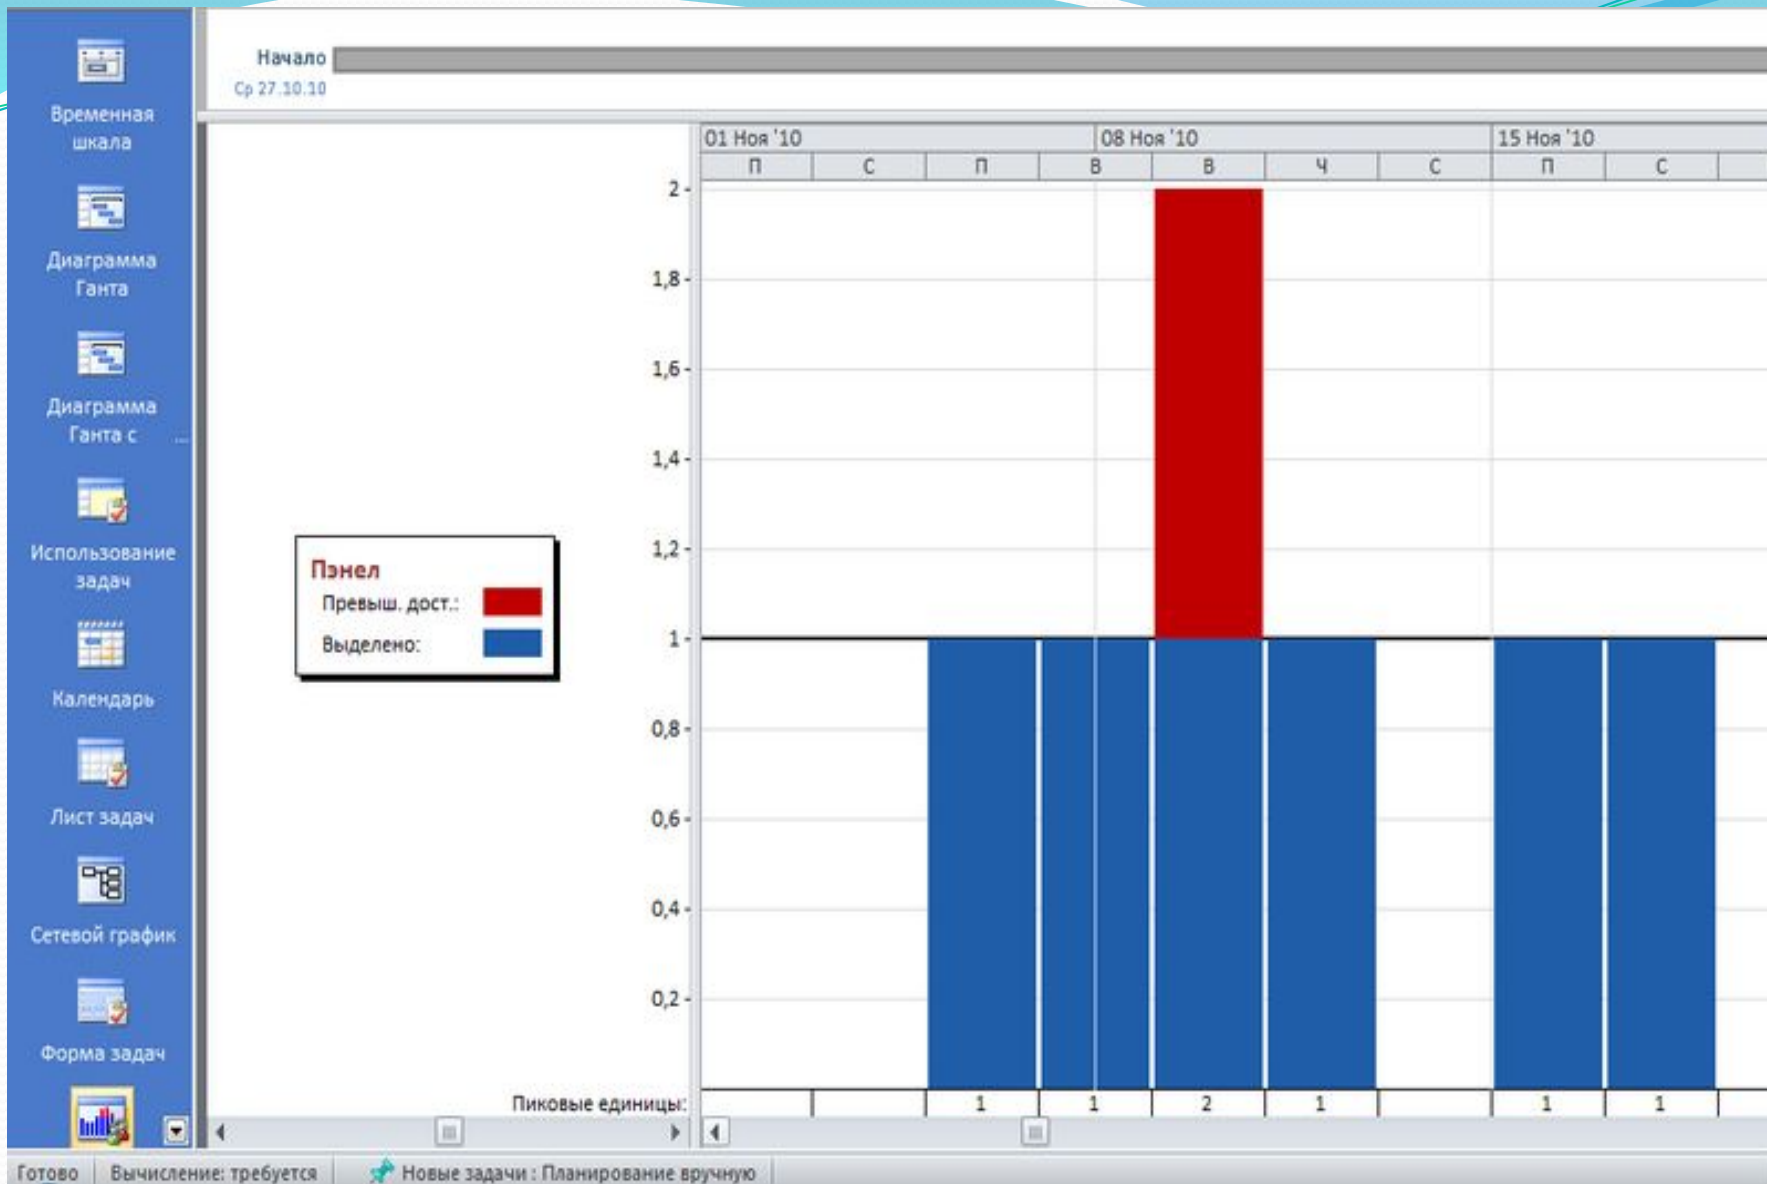 Временная
шкала
Диаграмма
Ганта
Диаграмма
Ганта с ...
Использование
задач
Календарь
Лист задач
Сетевой график
Форма задач
Начало
Ср 27.10.10
01 Ноя '10 08 Ноя '10 15 Ноя '10
П С П В В Ч С П С
2
1,8
1,6
1,4
1,2
1
0,8
0,6
0,4
0,2
Пэнел
Превыш. дост.:
Выделено:
Пиковые единицы: 1 1 2 1 1 1
Готово Вычисление: требуется Новые задачи : Планирование вручную